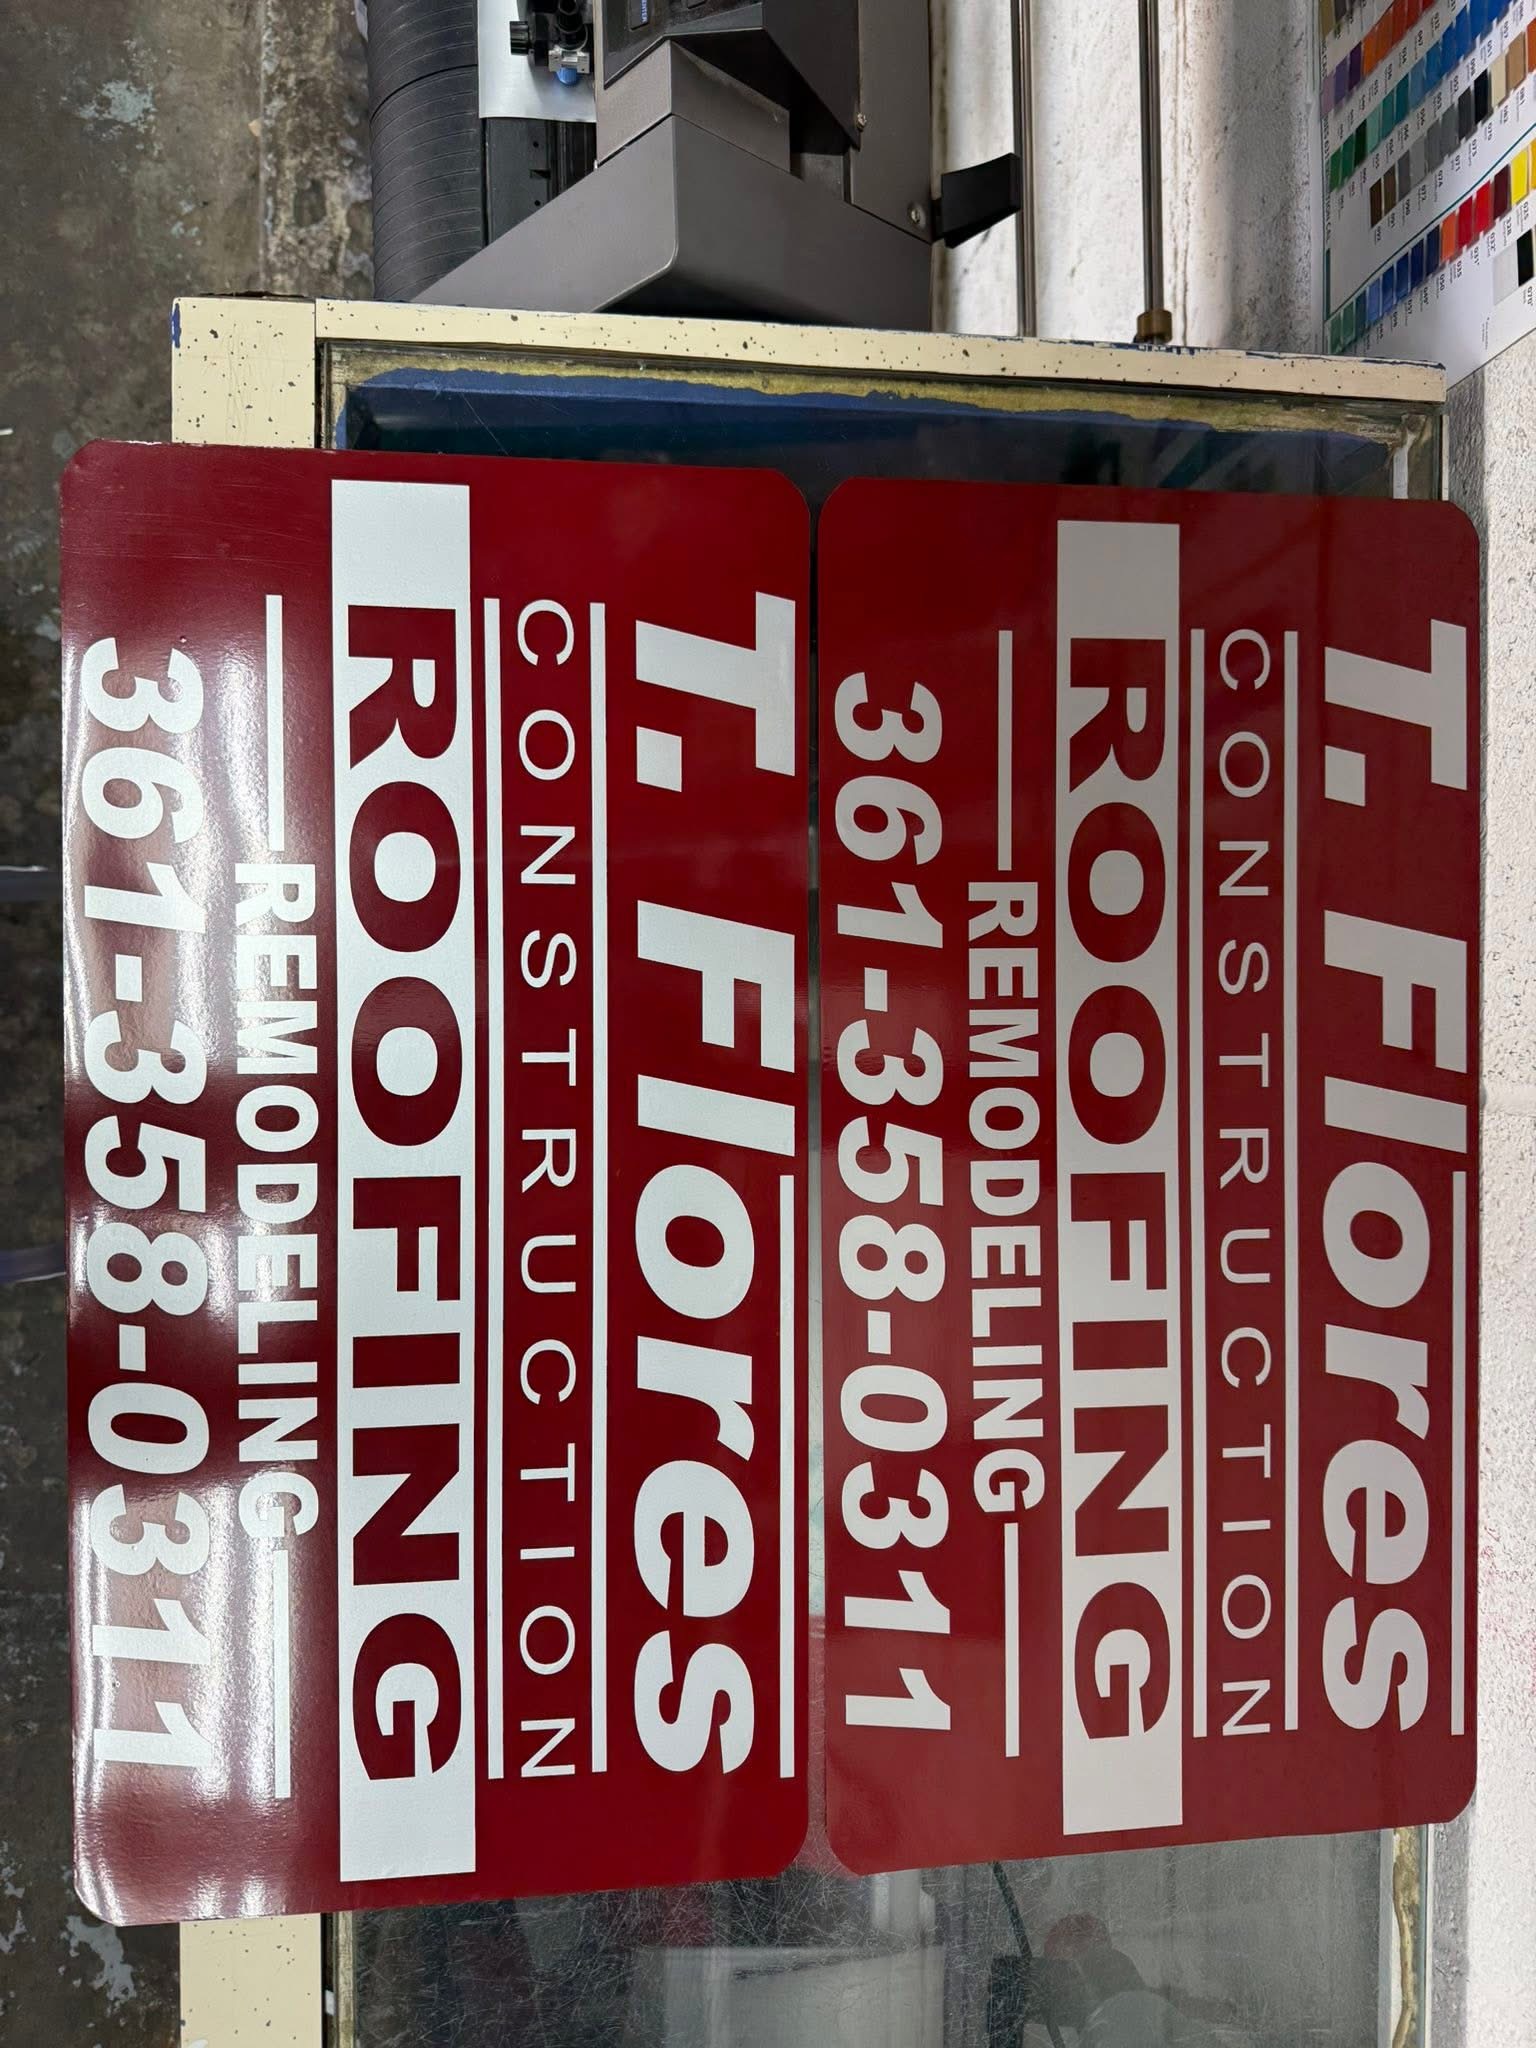 T. Flores
CONSTRUCTION
ROOFING
REMODELING
361-358-0311
T. Flores
CONSTRUCTION
ROOFING
REMODELING
361-358-0311